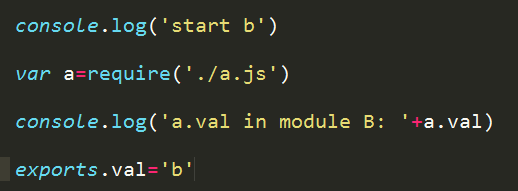 console.log('start b')
var a=require('./a.js')
console.log('a.val in module B: '+a.val)
exports.val='b'